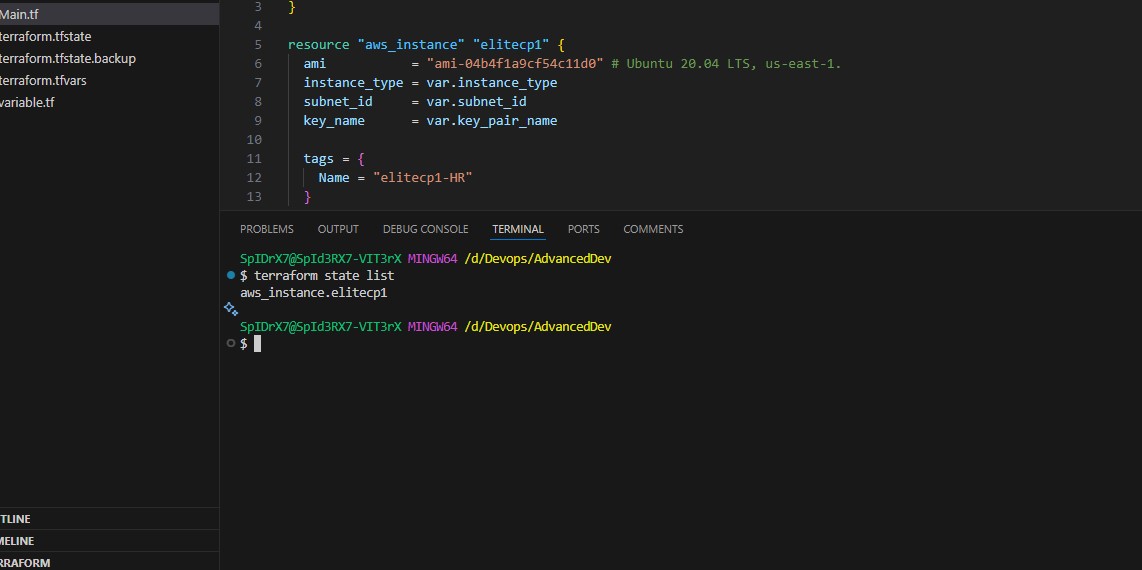 Main.tf
terraform.tfstate
terraform.tfstate.backup
terraform.tfvars
variable.tf
TLINE
MELINE
RRAFORM
3 }
4
5 resource "aws_instance" "elitecp1" {
6 ami = "ami-04b4f1a9cf54c11d0" # Ubuntu 20.04 LTS, us-east-1.
7 instance_type = var.instance_type
8 subnet_id = var.subnet_id
9 key_name = var.key_pair_name
10
11 tags = {
12 Name = "elitecp1-HR"
13 }
PROBLEMS OUTPUT DEBUG CONSOLE TERMINAL PORTS COMMENTS
SpIDrX7@SpId3RX7-VIT3rX MINGW64 /d/Devops/AdvancedDev
$ terraform state list
aws_instance.elitecp1
SpIDrX7@SpId3RX7-VIT3rX MINGW64 /d/Devops/AdvancedDev
$